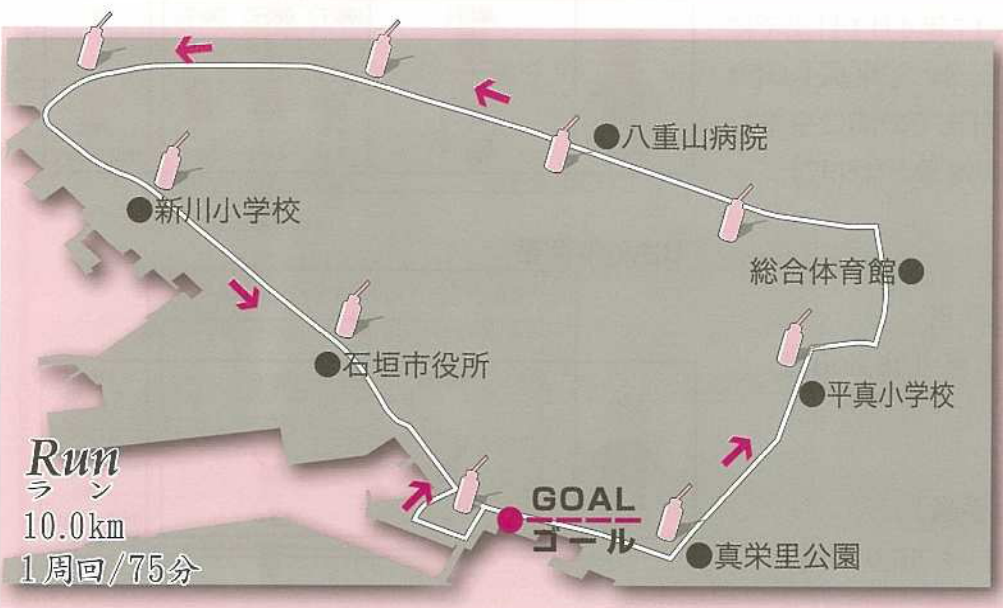 八重山病院
新川小学校
総合体育館
石垣市役所
平真小学校
Run
ラン
10.0km
1周回/75分
GOAL
ゴール
真栄里公園